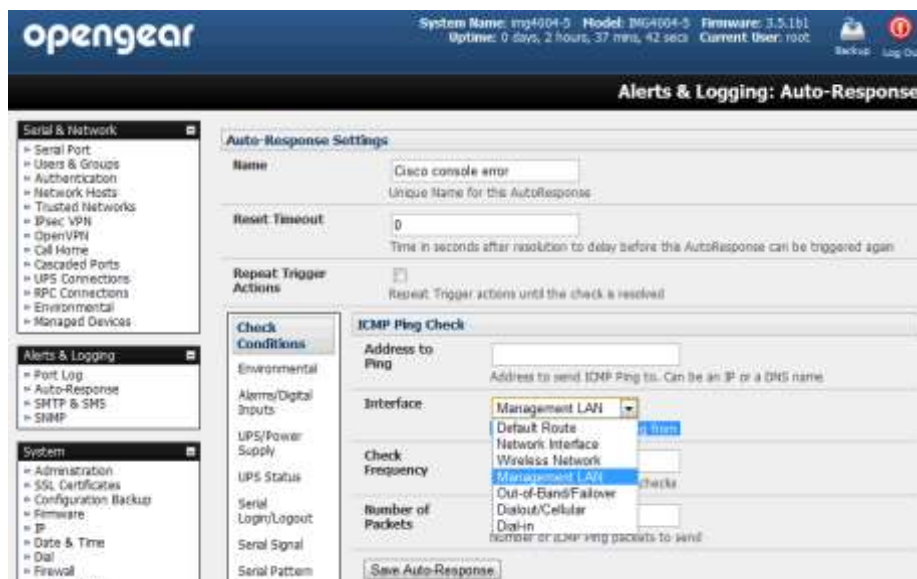 opengear
System Name: img4004-5 Model: IMG4004-5 Firmware: 3.5.1b1
Uptime: 0 days, 2 hours, 37 mins, 42 secs Current User: root
Backup
Log
Alerts & Logging: Auto-Response
Serial & Network
» Serial Port
» Users & Groups
» Authentication
» Network Hosts
» Trusted Networks
» IPsec VPN
» OpenVPN
» Call Home
» Cascaded Ports
» UPS Connections
» RPC Connections
» Environmental
» Managed Devices
Alerts & Logging
» Port Log
» Auto-Response
» SMTP & SMS
» SNMP
System
» Administration
» SSL Certificates
» Configuration Backup
» Firmware
» IP
» Date & Time
» Dial
» Firewall
Auto-Response Settings
Name
Cisco console error
Unique Name for this AutoResponse
Reset Timeout
0
Time in seconds after resolution to delay before this AutoResponse can be triggered again
Repeat Trigger Actions
Repeat Trigger actions until the check is resolved
Check Conditions
Environmental
Alarms/Digital Inputs
UPS/Power Supply
UPS Status
Serial Login/Logout
Serial Signal
Serial Pattern
ICMP Ping Check
Address to Ping
Address to send ICMP Ping to. Can be an IP or a DNS name
Interface
Management LAN
Default Route
Network Interface
Wireless Network
Management LAN
Out-of-Band/Failover
Dialout/Cellular
Dial-in
from
Check Frequency
checks
Number of Packets
Number of ICMP Ping packets to send
Save Auto-Response